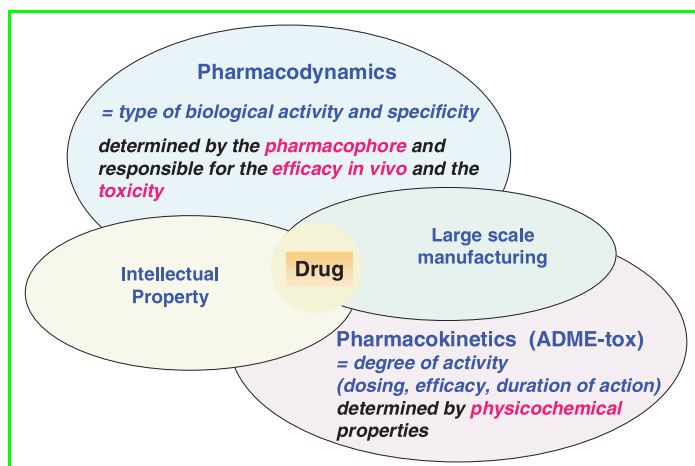 Pharmacodynamics
= type of biological activity and specificity
determined by the pharmacophore and
responsible for the efficacy in vivo and the
toxicity
Large scale
manufacturing
Drug
Intellectual
Property
Pharmacokinetics (ADME-tox)
= degree of activity
(dosing, efficacy, duration of action)
determined by physicochemical
properties